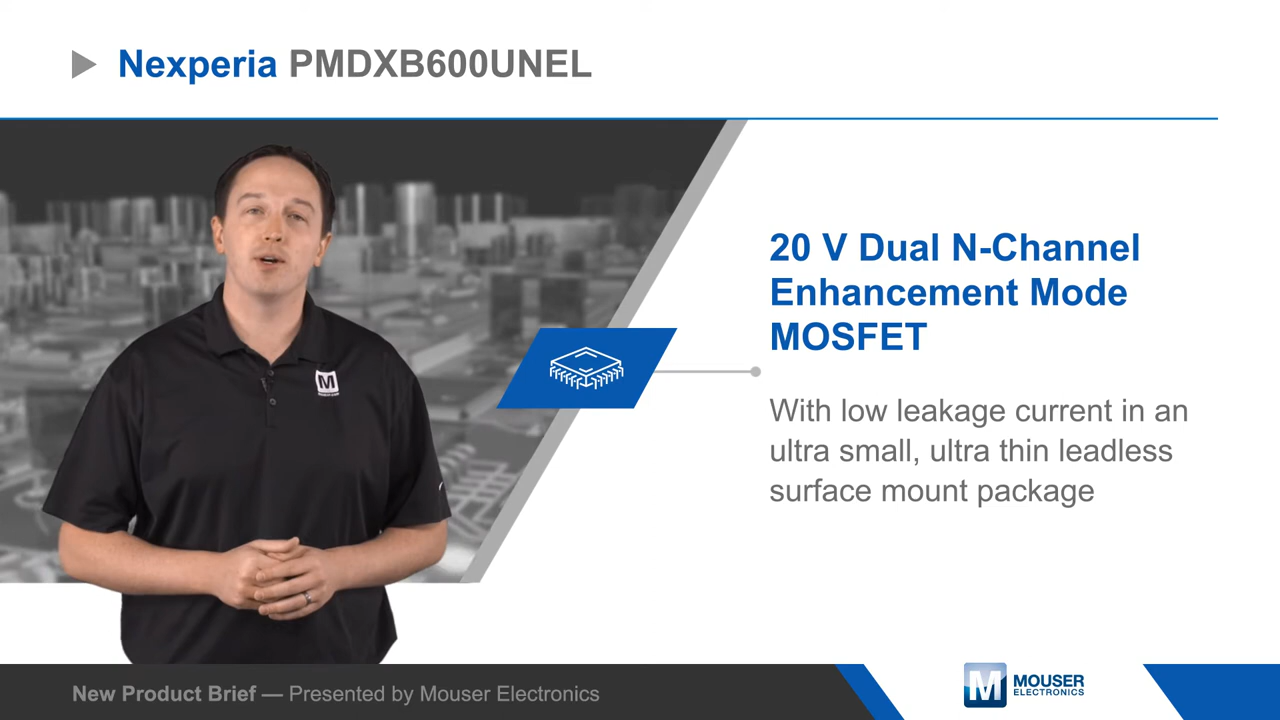 Nexperia PMDXB600UNEL
20 V Dual N-Channel
Enhancement Mode
MOSFET
With low leakage current in an
ultra small, ultra thin leadless
surface mount package
M
New Product Brief — Presented by Mouser Electronics
M MOUSER
ELECTRONICS